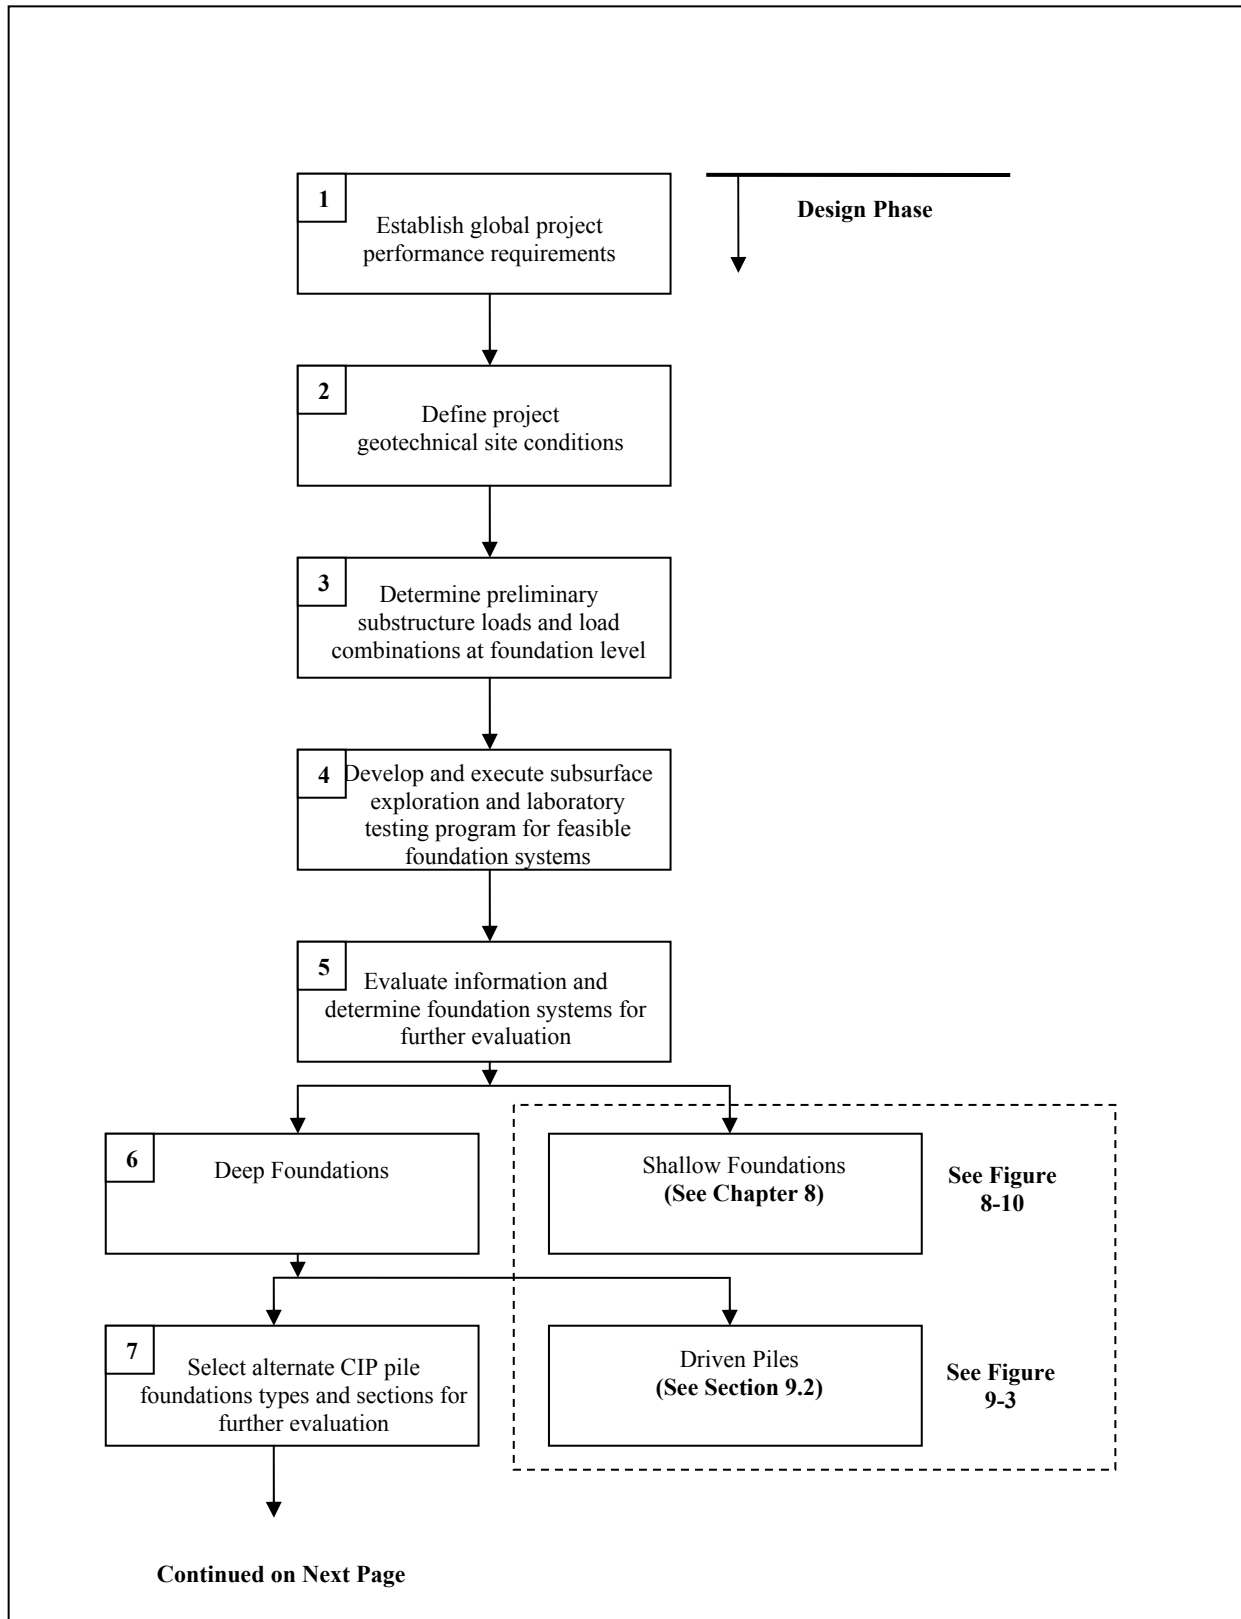 1
Establish global project
performance requirements
Design Phase
2
Define project
geotechnical site conditions
3
Determine preliminary
substructure loads and load
combinations at foundation level
4
Develop and execute subsurface
exploration and laboratory
testing program for feasible
foundation systems
5
Evaluate information and
determine foundation systems for
further evaluation
6
Deep Foundations
Shallow Foundations
(See Chapter 8)
See Figure
8-10
7
Select alternate CIP pile
foundations types and sections for
further evaluation
Driven Piles
(See Section 9.2)
See Figure
9-3
Continued on Next Page